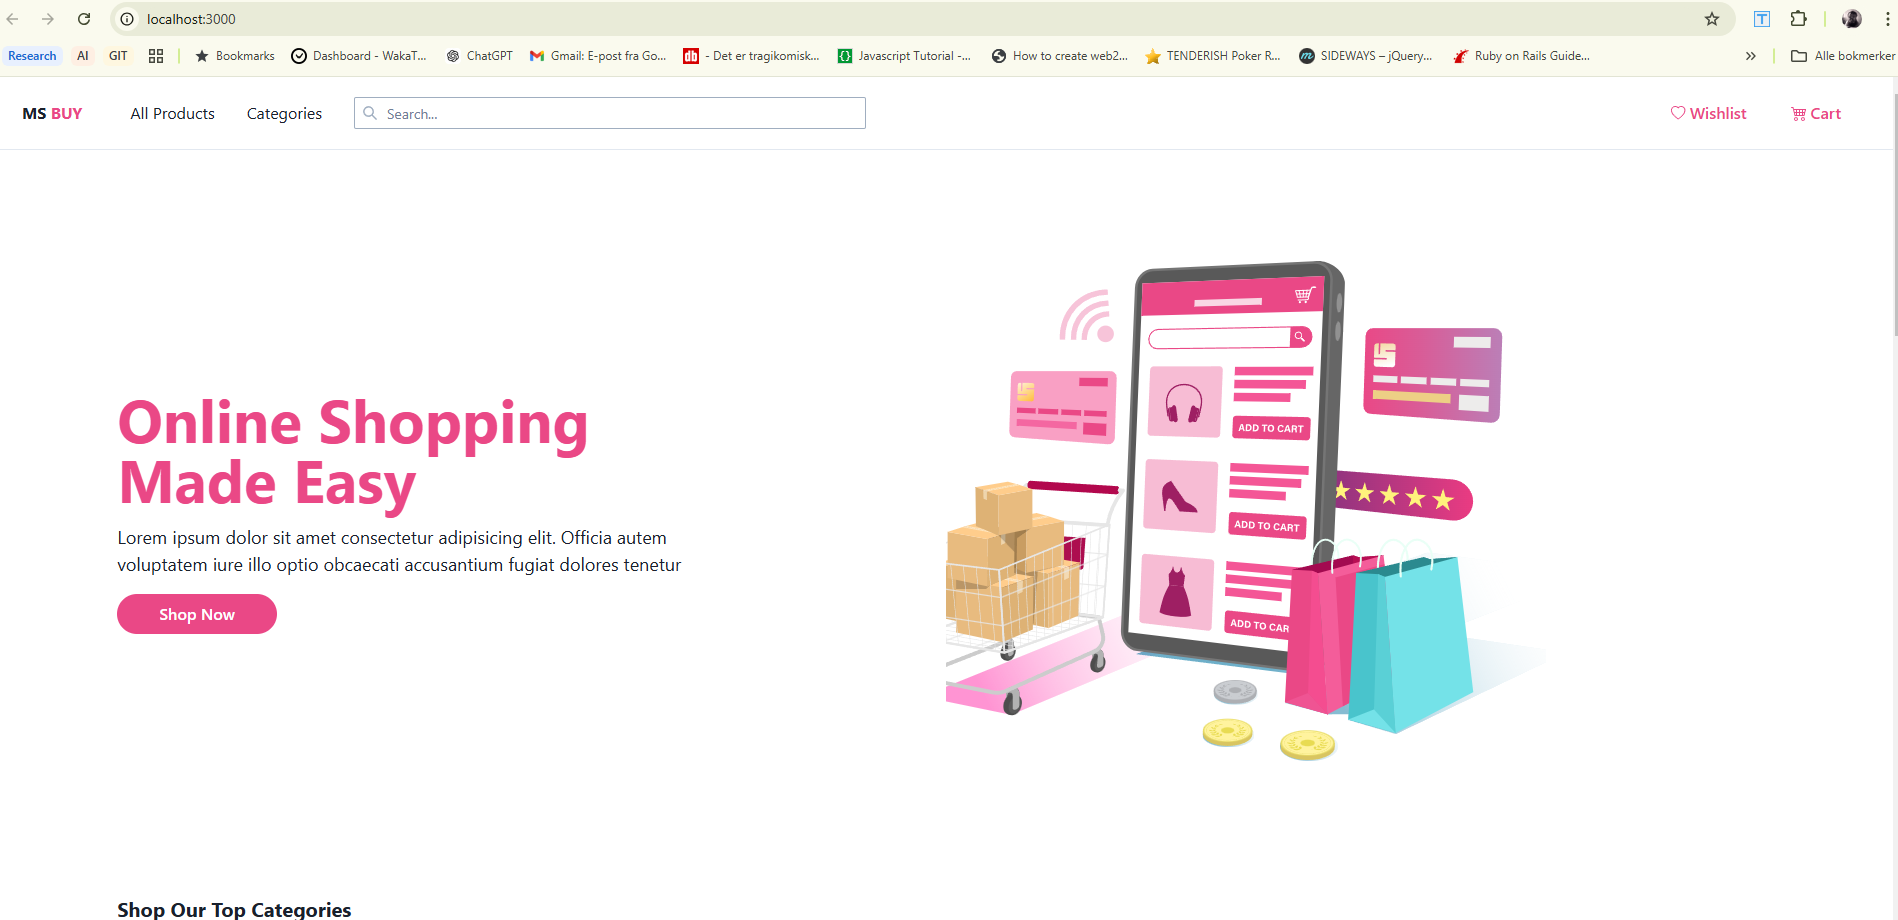 localhost:3000
Research AI GIT Bookmarks Dashboard - WakaT... ChatGPT Gmail: E-post fra Go... - Det er tragikomisk... Javascript Tutorial -... How to create web2... TENDERISH Poker R... SIDEWAYS – jQuery... Ruby on Rails Guide... » Alle bokmerker
MS BUY All Products Categories Search... Wishlist Cart
Online Shopping
Made Easy
Lorem ipsum dolor sit amet consectetur adipisicing elit. Officia autem
voluptatem iure illo optio obcaecati accusantium fugiat dolores tenetur
Shop Now
ADD TO CART
ADD TO CART
ADD TO CAR
Shop Our Top Categories